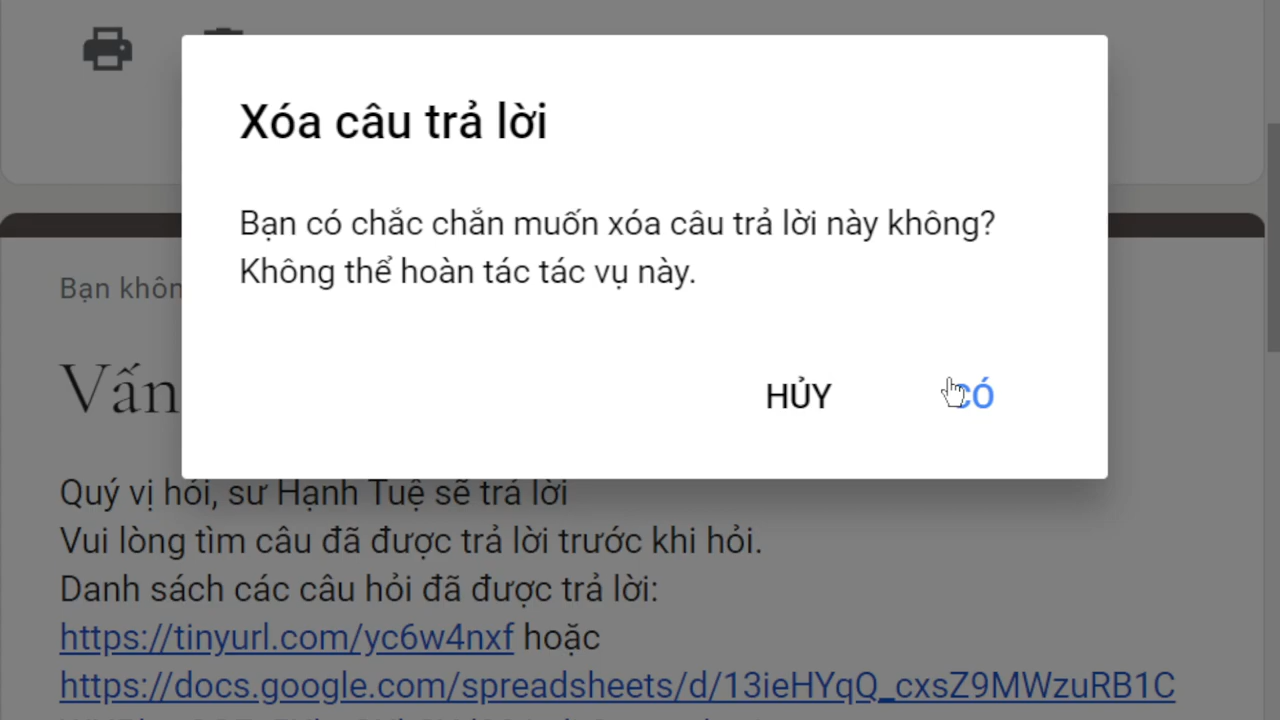 Xóa câu trả lời
Bạn có chắc chắn muốn xóa câu trả lời này không?
Không thể hoàn tác tác vụ này.
Bạn
HỦY CÓ
Vấn
Quý vị hỏi, sư Hạnh Tuệ sẽ trả lời
Vui lòng tìm câu đã được trả lời trước khi hỏi.
Danh sách các câu hỏi đã được trả lời:
https://tinyurl.com/yc6w4nxf hoặc
https://docs.google.com/spreadsheets/d/13ieHYqQ_cxsZ9MWzuRB1C